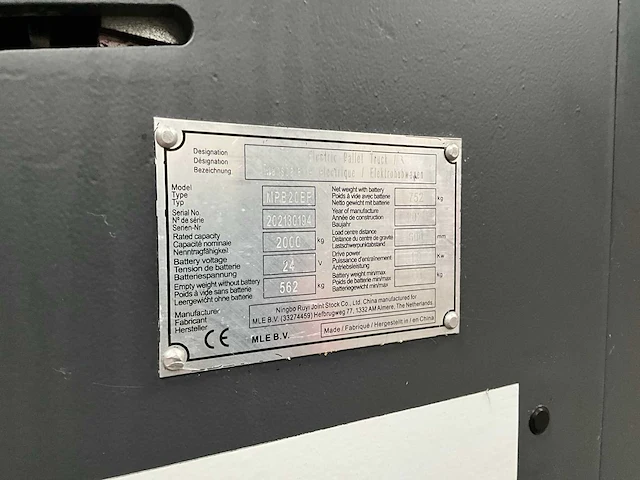 Designation
Désignation
Bezeichnung
Electric Pallet Truck
électrique / Elektrohubwagen
Model
Type
Typ
MPB20EF
Serial No.
N° de série
Serien-Nr
202180194
Rated capacity
Capacité nominale
Nenntragfähigkeit
2000 kg
Battery voltage
Tension de batterie
Batteriespannung
24 V
Empty weight without battery
Poids à vide sans batterie
Leergewicht ohne batterie
562 kg
Net weight with battery
Poids à vide avec batterie
Netto gewicht mit batterie
752 kg
Year of manufacture
Année de construction
Baujahr
Load centre distance
Distance du centre de gravité
Lastschwerpunktabstand
mm
Drive power
Puissance d'entraînement
Antriebsleistung
Kw
Battery weight min/max
Poids de batterie min/max
Batteriegewicht min/max
kg
Manufacturer
Fabricant
Hersteller
Ningbo Ruyi Joint Stock Co., Ltd. China manufactured for
MLE B.V. (33274459) Hefbrugweg 77, 1332 AM Almere, The Netherlands.
CE
MLE B.V.
Made / Fabriqué / Hergestellt in / en China